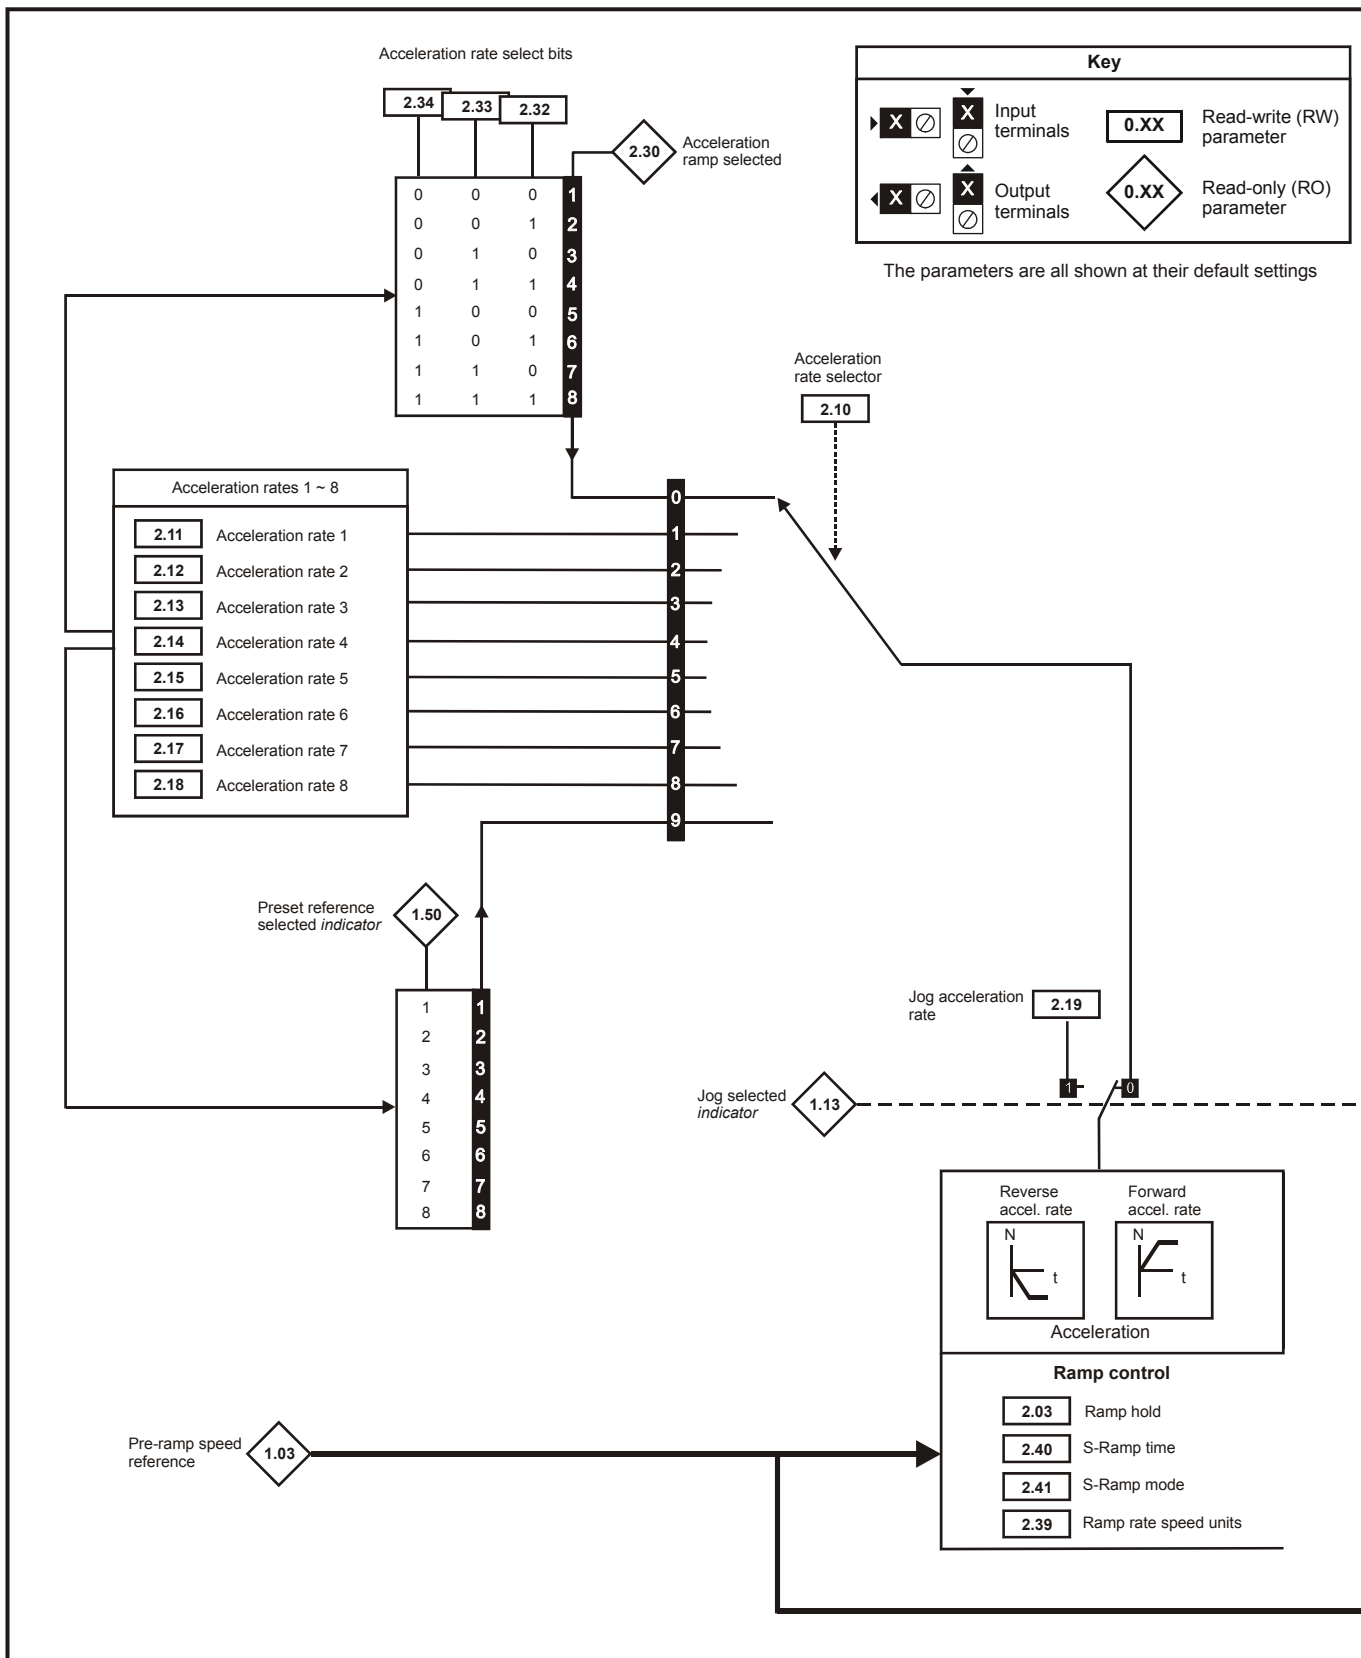 Acceleration rate select bits
2.34 2.33 2.32
2.30
Acceleration
ramp selected
0 0 0 1
0 0 1 2
0 1 0 3
0 1 1 4
1 0 0 5
1 0 1 6
1 1 0 7
1 1 1 8
Key
X X Input
terminals
0.XX Read-write (RW)
parameter
X X Output
terminals
0.XX Read-only (RO)
parameter
The parameters are all shown at their default settings
Acceleration
rate selector
2.10
Acceleration rates 1 ~ 8
2.11 Acceleration rate 1
2.12 Acceleration rate 2
2.13 Acceleration rate 3
2.14 Acceleration rate 4
2.15 Acceleration rate 5
2.16 Acceleration rate 6
2.17 Acceleration rate 7
2.18 Acceleration rate 8
0
1
2
3
4
5
6
7
8
9
Preset reference
selected indicator
1.50
1 1
2 2
3 3
4 4
5 5
6 6
7 7
8 8
Jog acceleration
rate
2.19
1 0
Jog selected
indicator
1.13
Reverse
accel. rate
N
t
Forward
accel. rate
N
t
Acceleration
Ramp control
2.03 Ramp hold
2.40 S-Ramp time
2.41 S-Ramp mode
2.39 Ramp rate speed units
Pre-ramp speed
reference
1.03